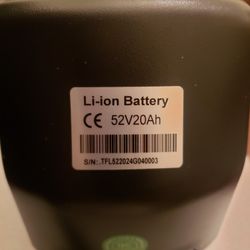 Li-ion Battery
CE 52V20Ah
S/N: .TFL522024G040003